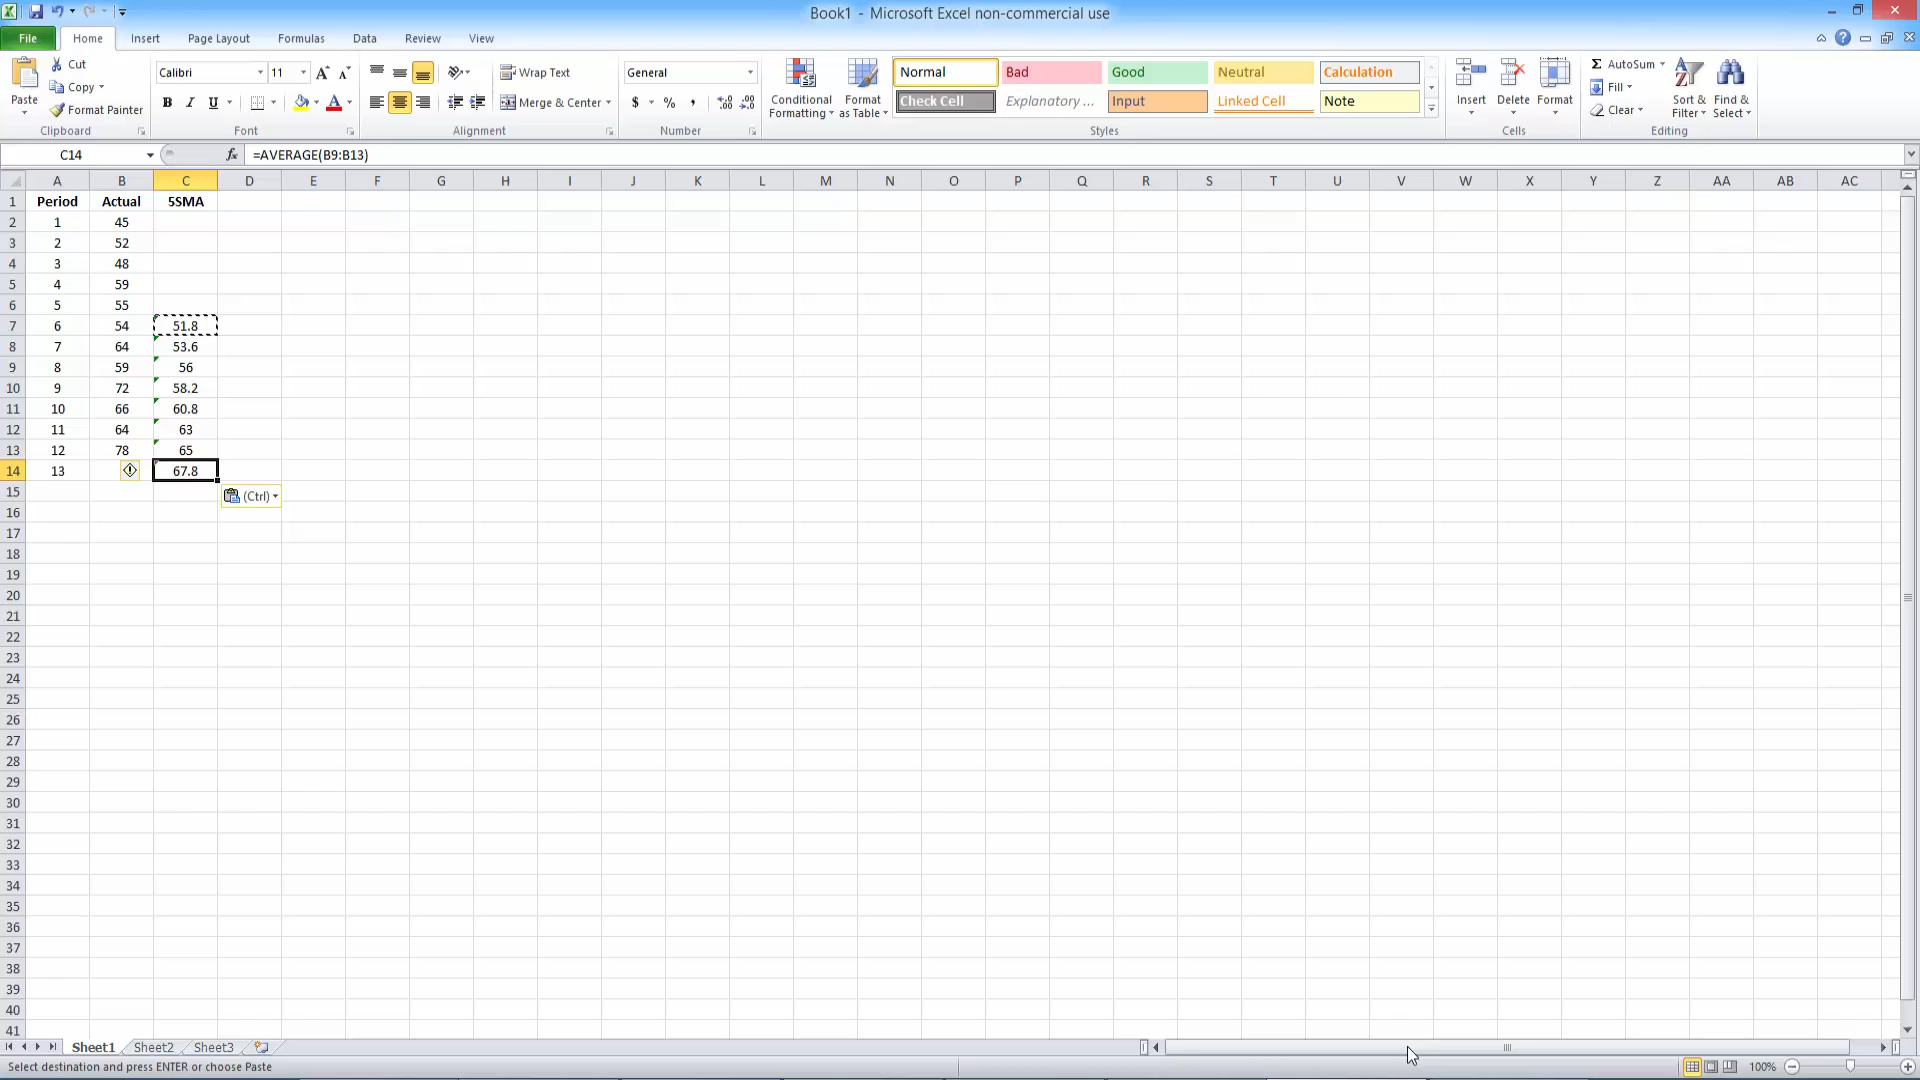 Book1 - Microsoft Excel non-commercial use
File Home Insert Page Layout Formulas Data Review View
Paste
Cut
Copy
Format Painter
Clipboard
Calibri 11
B I U
Font
Wrap Text
Merge & Center
Alignment
General
$ % ,
Number
Conditional Formatting
Format as Table
Normal Bad Good Neutral Calculation
Check Cell Explanatory ... Input Linked Cell Note
Styles
Insert Delete Format
Cells
Σ AutoSum
Fill
Clear
Sort & Filter
Find & Select
Editing
C14 fx =AVERAGE(B9:B13)
A B C D E F G H I J K L M N O P Q R S T U V W X Y Z AA AB AC
1 Period Actual 5SMA
2 1 45
3 2 52
4 3 48
5 4 59
6 5 55
7 6 54 51.8
8 7 64 53.6
9 8 59 56
10 9 72 58.2
11 10 66 60.8
12 11 64 63
13 12 78 65
14 13 67.8
15 (Ctrl)
16
17
18
19
20
21
22
23
24
25
26
27
28
29
30
31
32
33
34
35
36
37
38
39
40
41
Sheet1 Sheet2 Sheet3
Select destination and press ENTER or choose Paste 100%